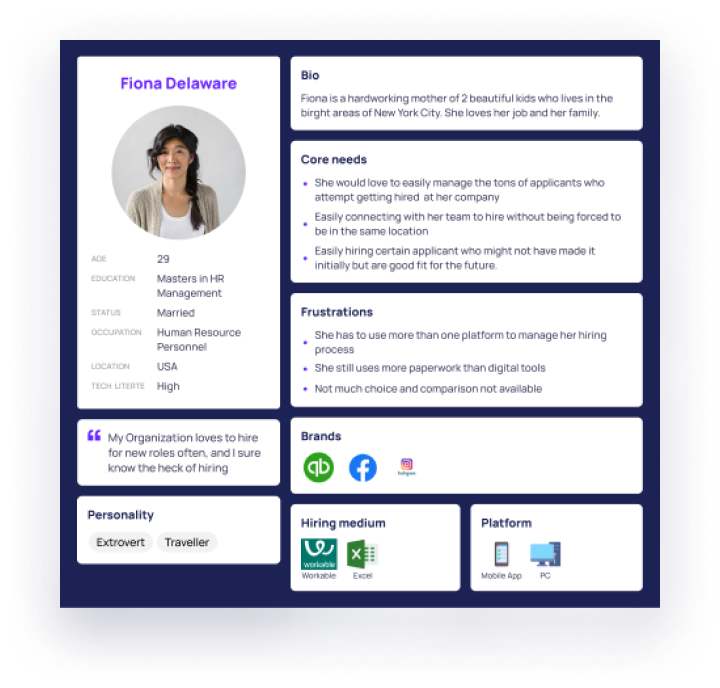 Fiona Delaware
AGE 29
EDUCATION Masters in HR
Management
STATUS Married
OCCUPATION Human Resource
Personnel
LOCATION USA
TECH LITERTE High
❝ My Organization loves to hire
for new roles often, and I sure
know the heck of hiring
Personality
Extrovert Traveller
Bio
Fiona is a hardworking mother of 2 beautiful kids who lives in the
birght areas of New York City. She loves her job and her family.
Core needs
• She would love to easily manage the tons of applicants who
attempt getting hired at her company
• Easily connecting with her team to hire without being forced to
be in the same location
• Easily hiring certain applicant who might not have made it
initially but are good fit for the future.
Frustrations
• She has to use more than one platform to manage her hiring
process
• She still uses more paperwork than digital tools
• Not much choice and comparison not available
Brands
qb
Instagram
Hiring medium
workable
Workable Excel
Platform
Mobile App PC